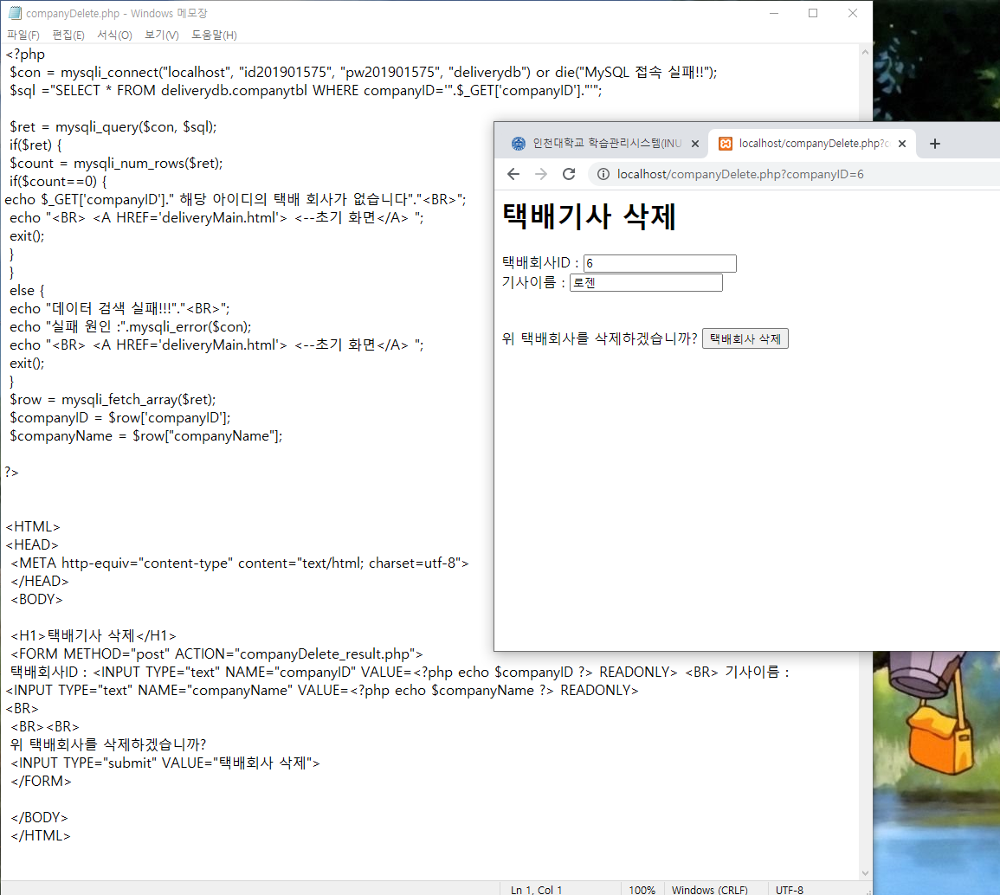 companyDelete.php - Windows 메모장
파일(F) 편집(E) 서식(O) 보기(V) 도움말(H)
<?php
$con = mysqli_connect("localhost", "id201901575", "pw201901575", "deliverydb") or die("MySQL 접속 실패!!");
$sql ="SELECT * FROM deliverydb.companytbl WHERE companyID='".$_GET['companyID']."'";
$ret = mysqli_query($con, $sql);
if($ret) {
$count = mysqli_num_rows($ret);
if($count==0) {
echo $_GET['companyID']." 해당 아이디의 택배 회사가 없습니다"."<BR>";
echo "<BR> <A HREF='deliveryMain.html'> <--초기 화면</A> ";
exit();
}
}
else {
echo "데이터 검색 실패!!!"."<BR>";
echo "실패 원인 :".mysqli_error($con);
echo "<BR> <A HREF='deliveryMain.html'> <--초기 화면</A> ";
exit();
}
$row = mysqli_fetch_array($ret);
$companyID = $row['companyID'];
$companyName = $row["companyName"];
?>
<HTML>
<HEAD>
<META http-equiv="content-type" content="text/html; charset=utf-8">
</HEAD>
<BODY>
<H1>택배기사 삭제</H1>
<FORM METHOD="post" ACTION="companyDelete_result.php">
택배회사ID : <INPUT TYPE="text" NAME="companyID" VALUE=<?php echo $companyID ?> READONLY> <BR> 기사이름 :
<INPUT TYPE="text" NAME="companyName" VALUE=<?php echo $companyName ?> READONLY>
<BR>
<BR><BR>
위 택배회사를 삭제하겠습니까?
<INPUT TYPE="submit" VALUE="택배회사 삭제">
</FORM>
</BODY>
</HTML>
Ln 1, Col 1 100% Windows (CRLF) UTF-8
인천대학교 학습관리시스템(INU localhost/companyDelete.php?c
localhost/companyDelete.php?companyID=6
택배기사 삭제
택배회사ID : 6
기사이름 : 로젠
위 택배회사를 삭제하겠습니까? 택배회사 삭제